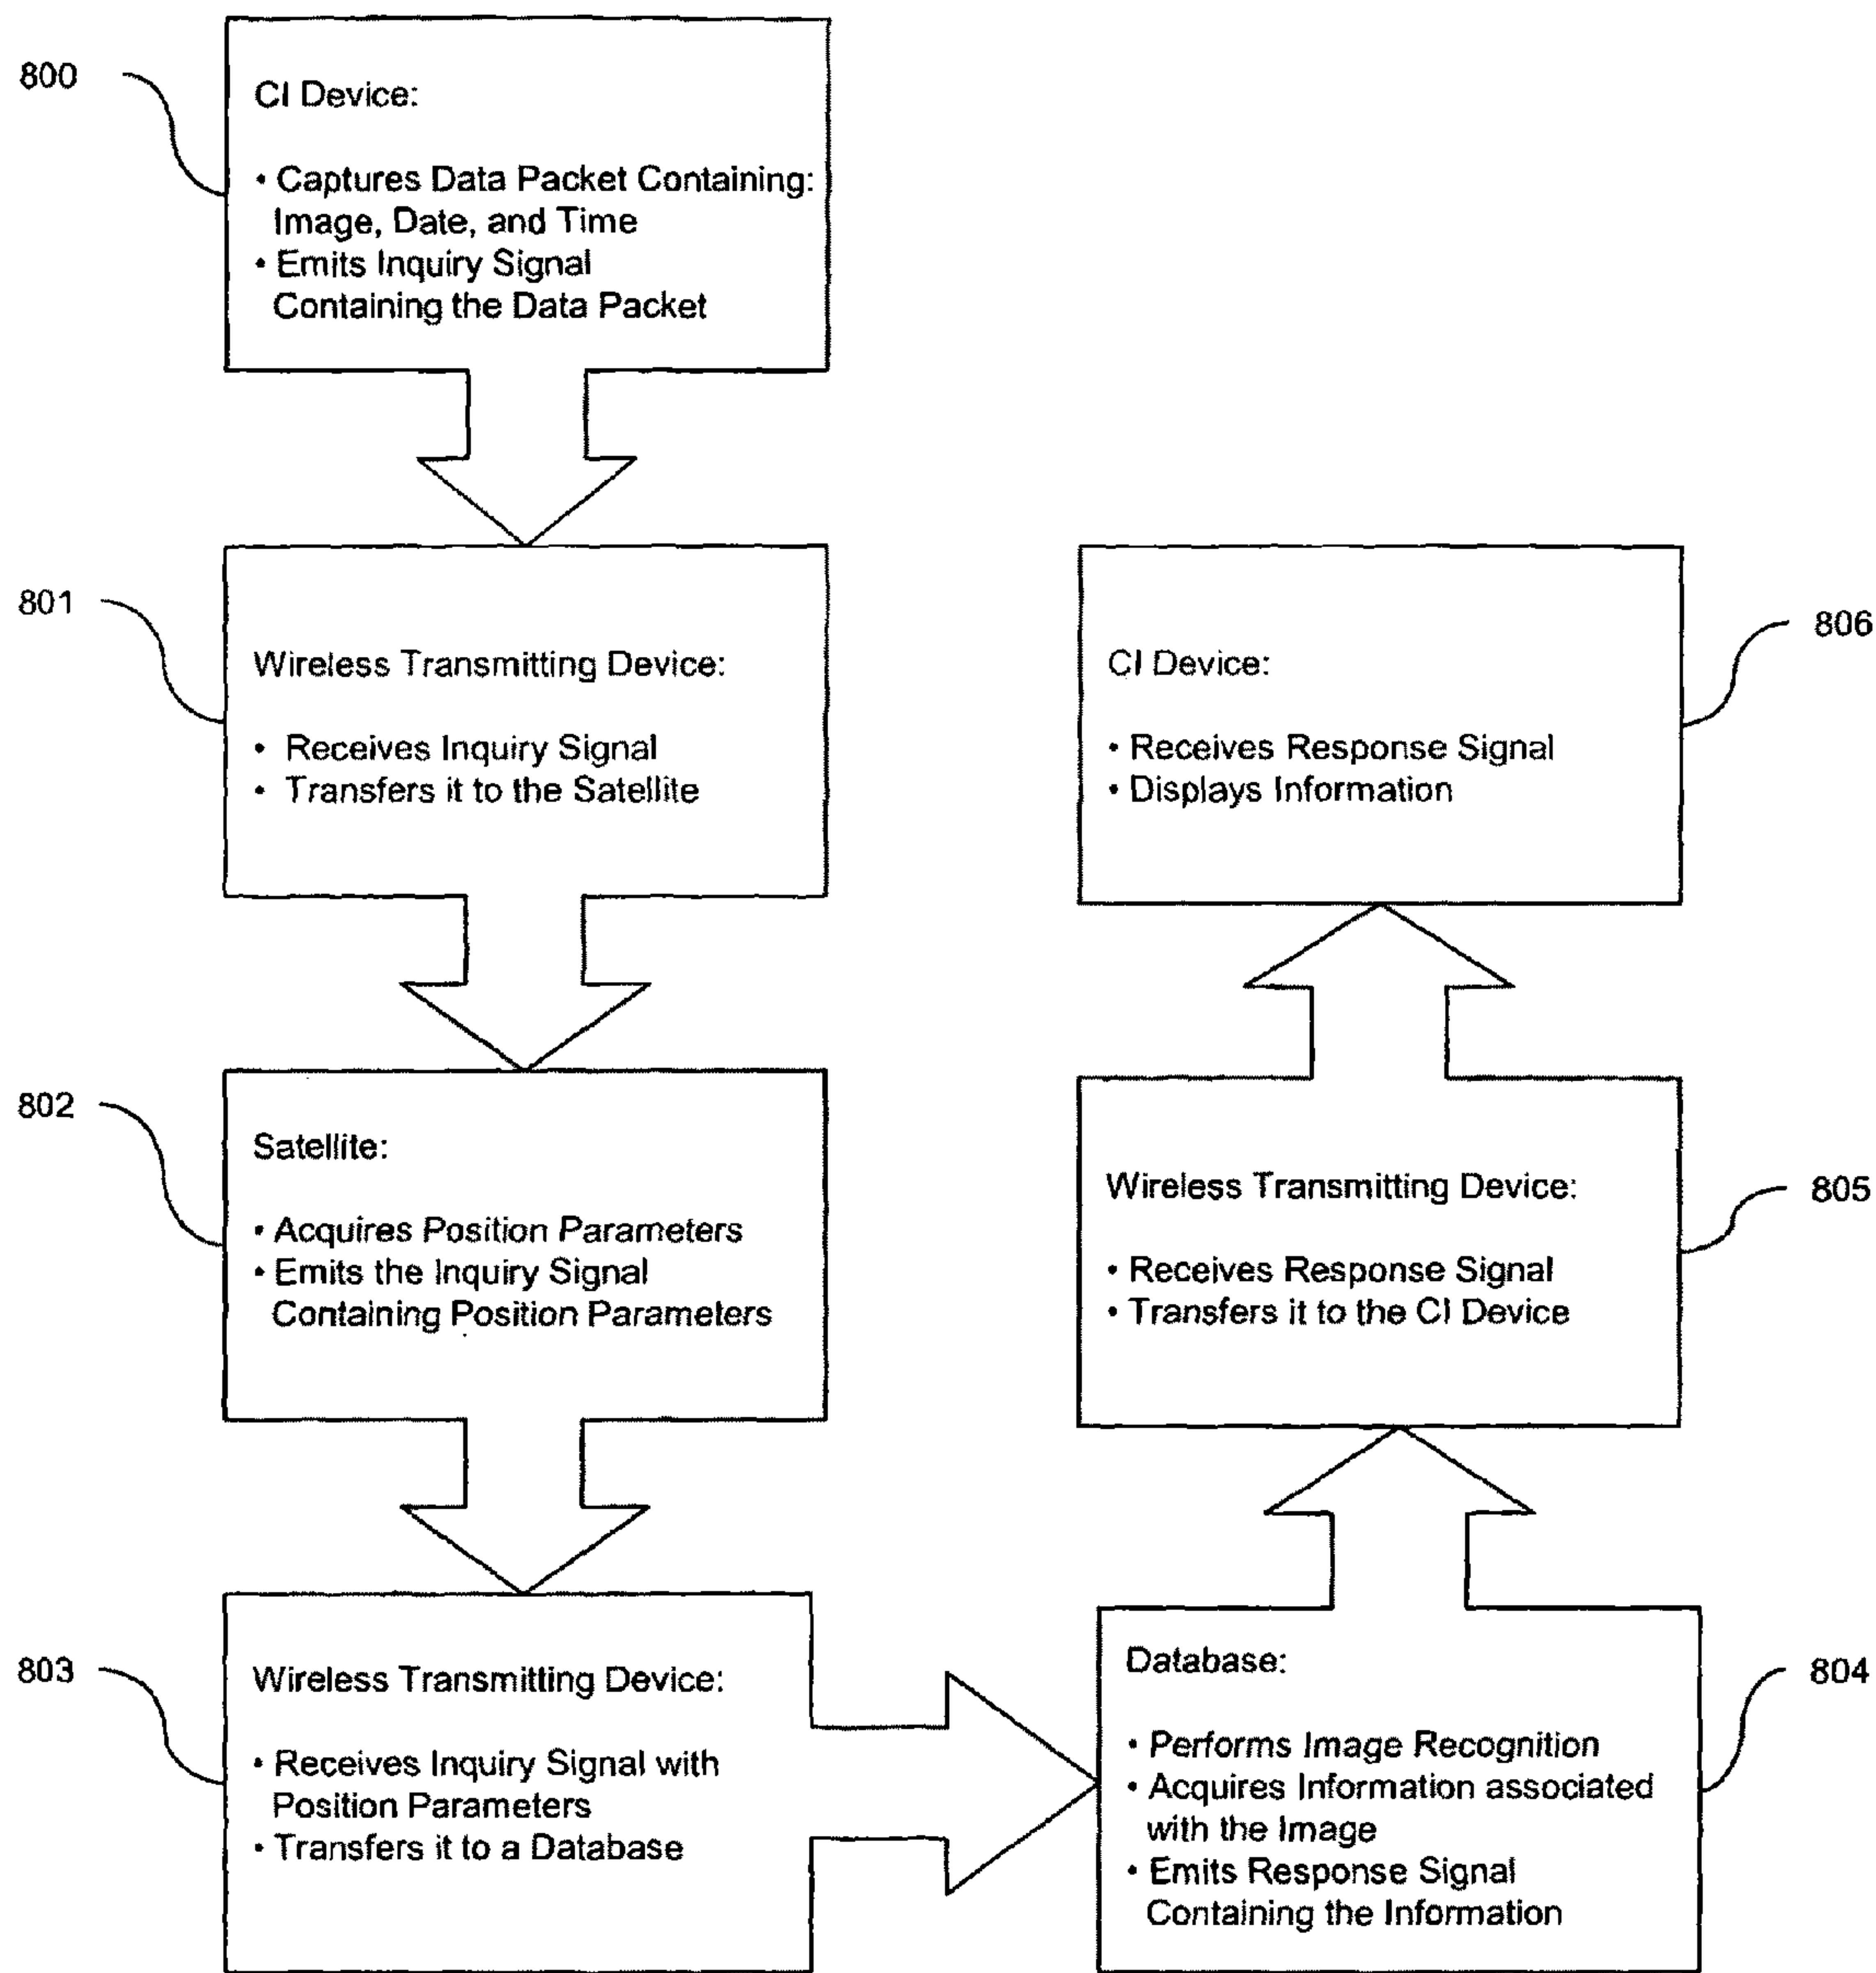 800
CI Device:
• Captures Data Packet Containing:
Image, Date, and Time
• Emits Inquiry Signal
Containing the Data Packet
801
Wireless Transmitting Device:
• Receives Inquiry Signal
• Transfers it to the Satellite
802
Satellite:
• Acquires Position Parameters
• Emits the Inquiry Signal
Containing Position Parameters
803
Wireless Transmitting Device:
• Receives Inquiry Signal with
Position Parameters
• Transfers it to a Database
804
Database:
• Performs Image Recognition
• Acquires Information associated
with the Image
• Emits Response Signal
Containing the Information
805
Wireless Transmitting Device:
• Receives Response Signal
• Transfers it to the CI Device
806
CI Device:
• Receives Response Signal
• Displays Information